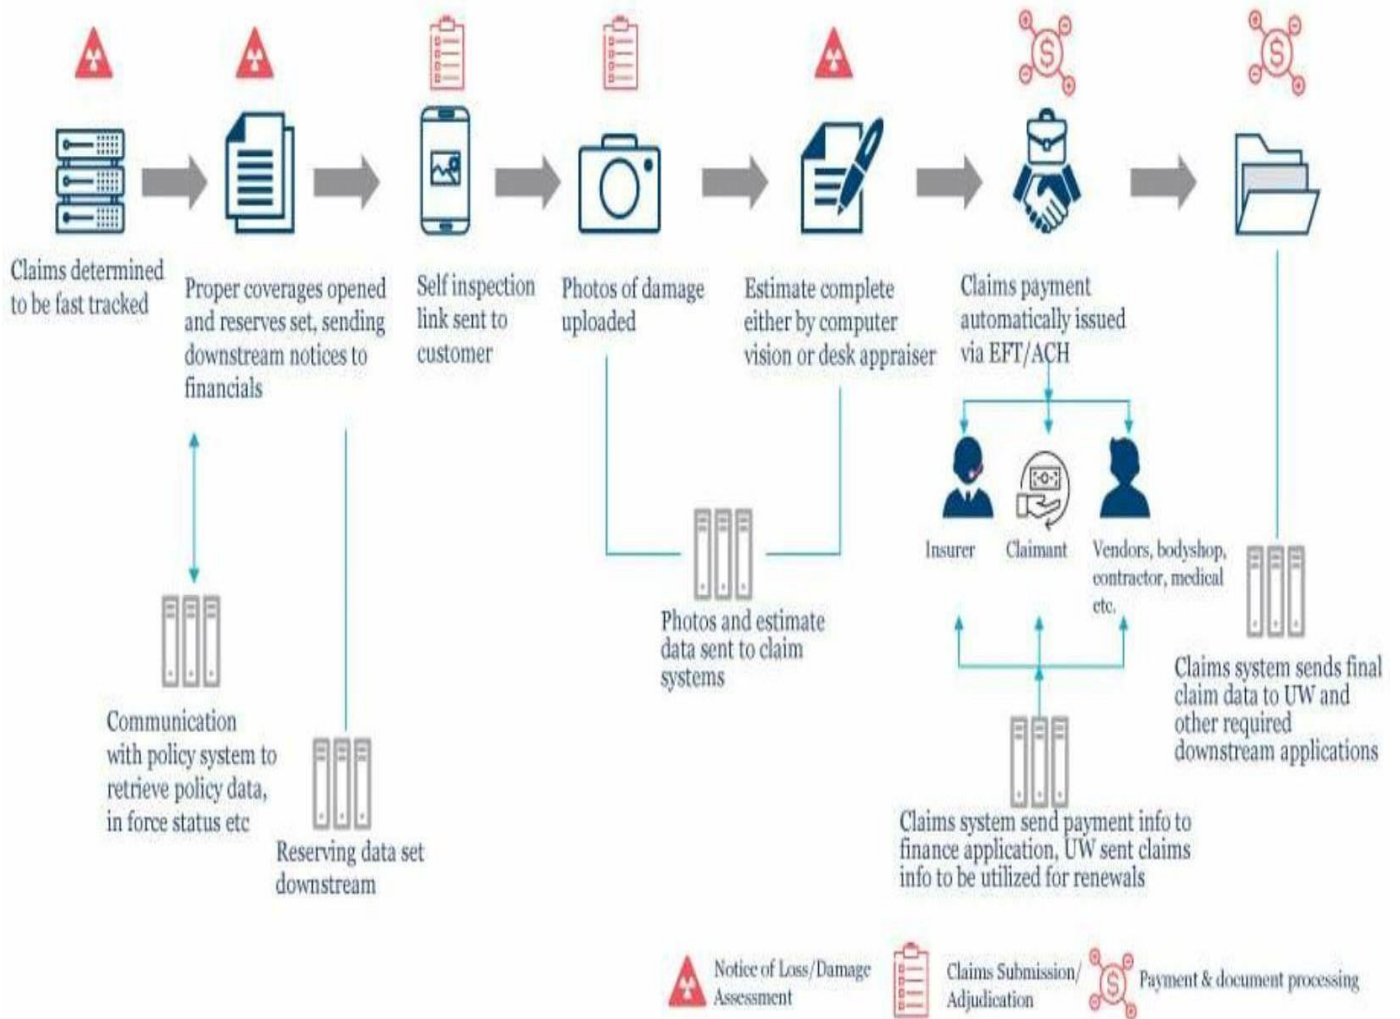 Claims determined
to be fast tracked
Proper coverages opened
and reserves set, sending
downstream notices to
financials
Self inspection
link sent to
customer
Photos of damage
uploaded
Estimate complete
either by computer
vision or desk appraiser
Claims payment
automatically issued
via EFT/ACH
Insurer
Claimant
Vendors, bodyshop,
contractor, medical
etc.
Communication
with policy system to
retrieve policy data,
in force status etc
Reserving data set
downstream
Photos and estimate
data sent to claim
systems
Claims system send payment info to
finance application, UW sent claims
info to be utilized for renewals
Claims system sends final
claim data to UW and
other required
downstream applications
Notice of Loss/Damage
Assessment
Claims Submission/
Adjudication
Payment & document processing